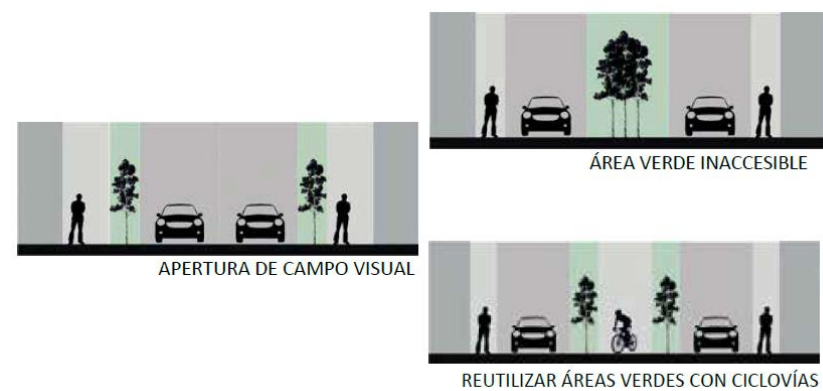 ÁREA VERDE INACCESIBLE
APERTURA DE CAMPO VISUAL
REUTILIZAR ÁREAS VERDES CON CICLOVÍAS